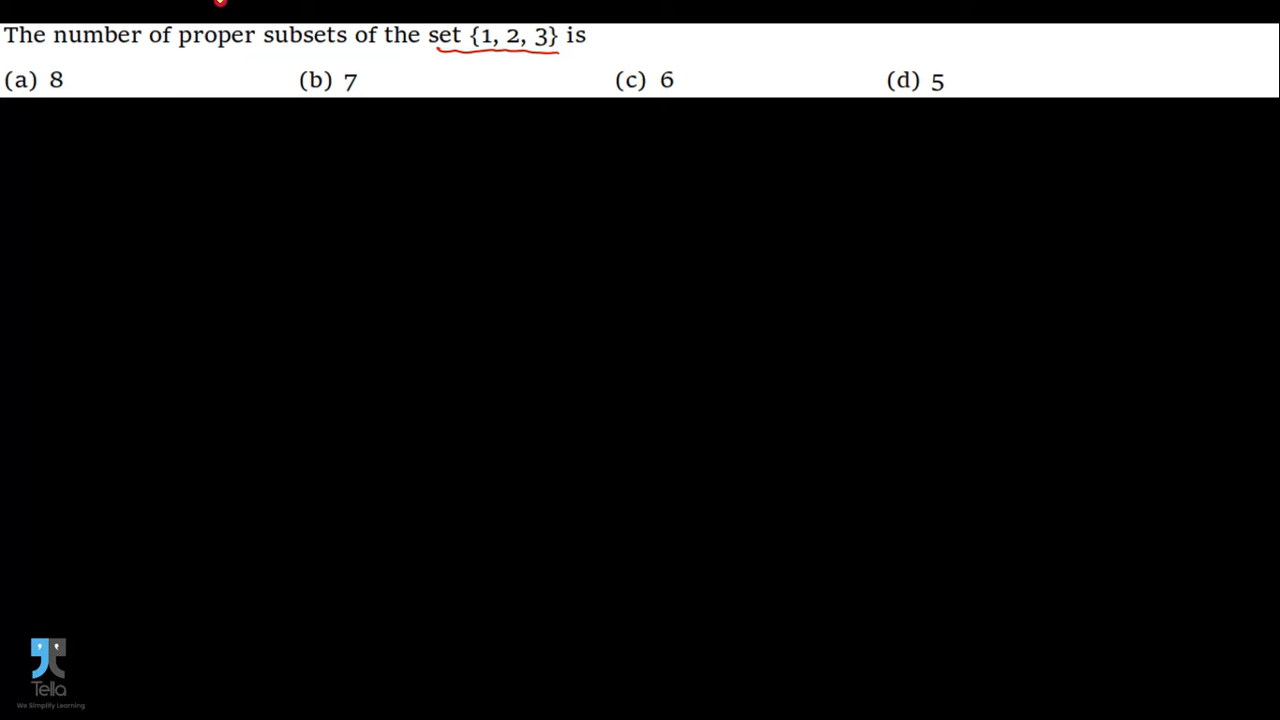 The number of proper subsets of the set {1, 2, 3} is
(a) 8 (b) 7 (c) 6 (d) 5
Tella
We Simplify Learning